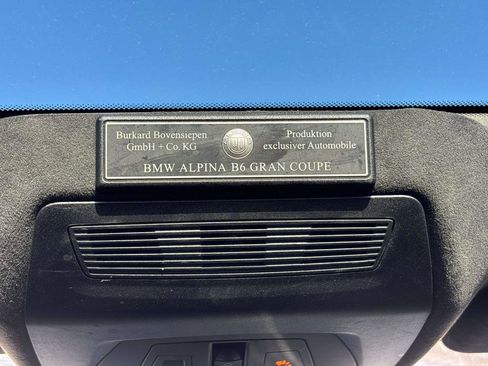 Burkard Bovensiepen
GmbH + Co. KG
Produktion
exclusiver Automobile
BMW ALPINA B6 GRAN COUPE